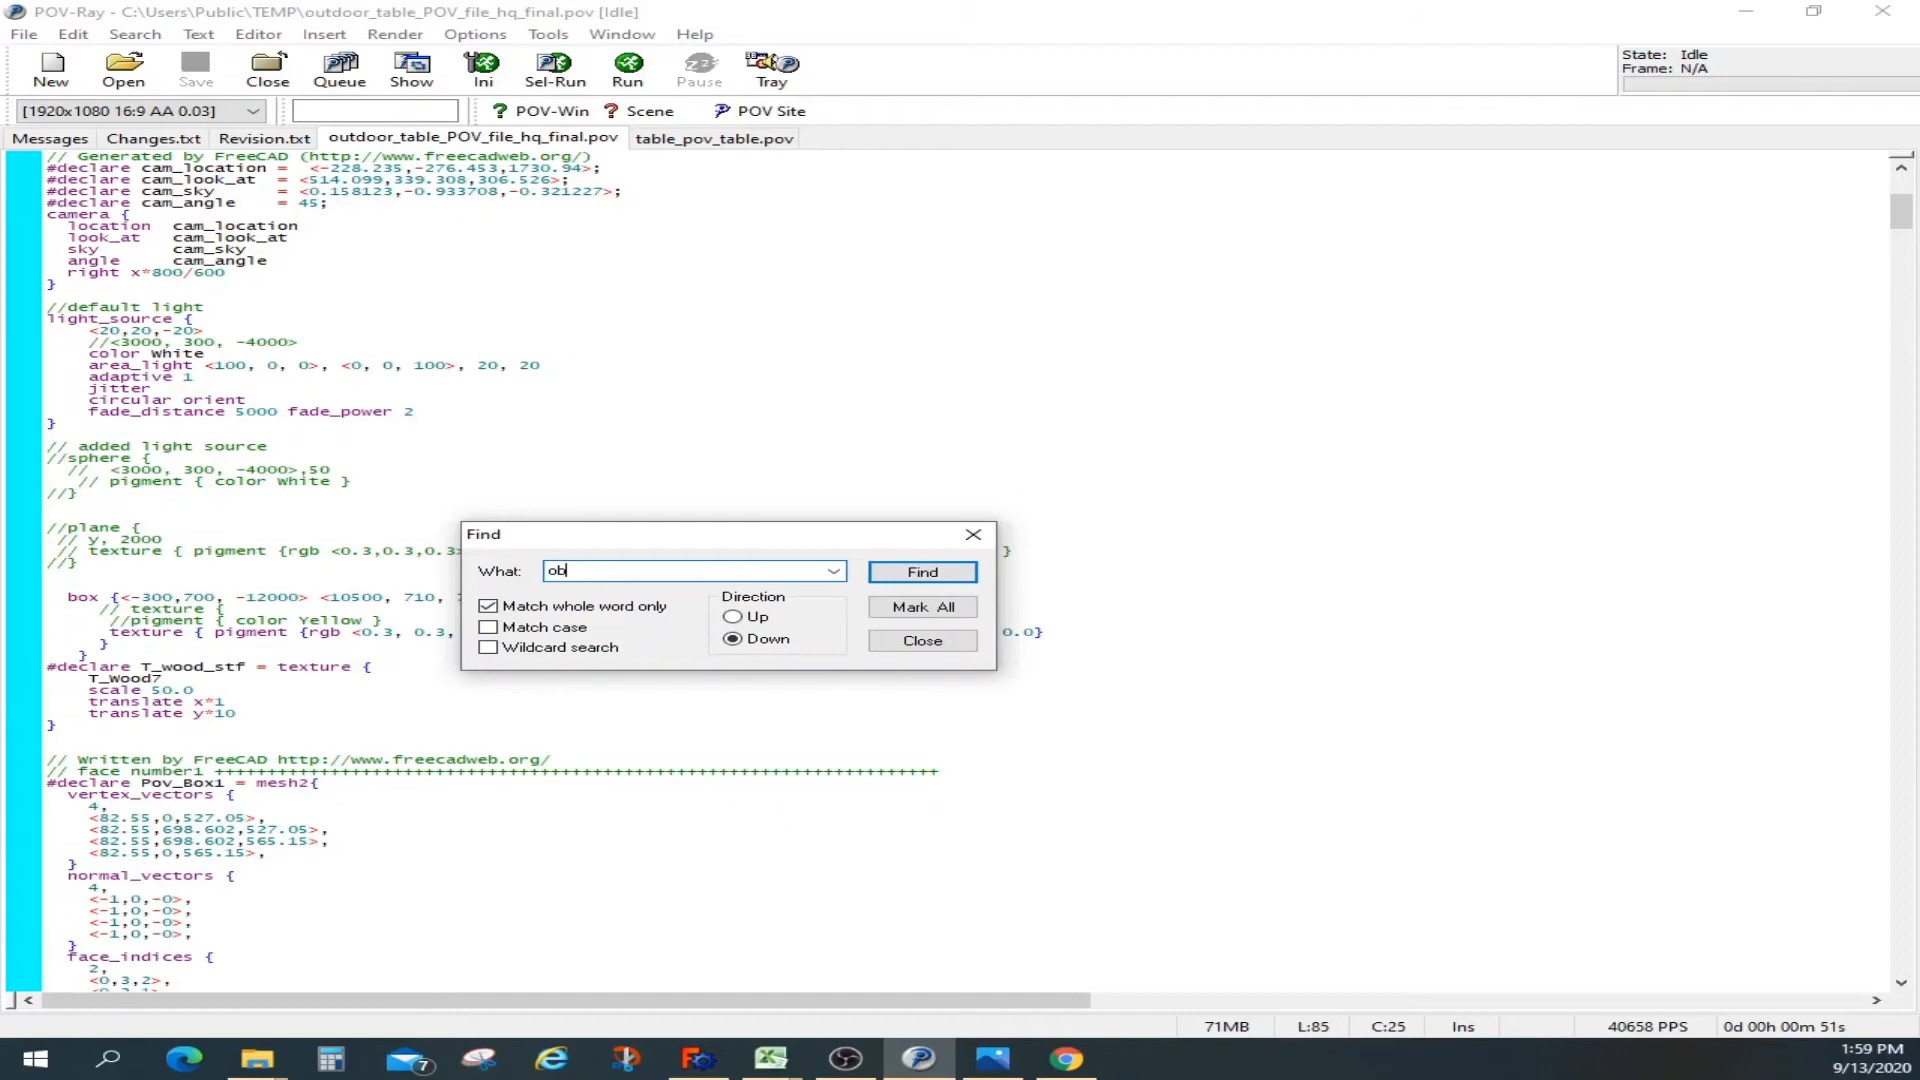 POV-Ray - C:\Users\Public\TEMP\outdoor_table_POV_file_hq_final.pov [Idle]
File Edit Search Text Editor Insert Render Options Tools Window Help
New Open Save Close Queue Show Ini Sel-Run Run Pause Tray
State: Idle
Frame: N/A
[1920x1080 16:9 AA 0.03] ? POV-Win ? Scene POV Site
Messages Changes.txt Revision.txt outdoor_table_POV_file_hq_final.pov table_pov_table.pov
// Generated by FreeCAD (http://www.freecadweb.org/)
#declare cam_location = <-228.235,-276.453,1730.94>;
#declare cam_look_at = <514.099,339.308,306.526>;
#declare cam_sky = <0.158123,-0.933708,-0.321227>;
#declare cam_angle = 45;
camera {
location cam_location
look_at cam_look_at
sky cam_sky
angle cam_angle
right x*800/600
}
//default light
light_source {
<20,20,-20>
//<3000, 300, -4000>
color White
area_light <100, 0, 0>, <0, 0, 100>, 20, 20
adaptive 1
jitter
circular orient
fade_distance 5000 fade_power 2
}
// added light source
//sphere {
// <3000, 300, -4000>,50
// pigment { color White }
//}
//plane {
// y, 2000
// texture { pigment {rgb <0.3,0.3,0.3> }
//}
box {<-300,700, -12000> <10500, 710,
// texture {
//pigment { color Yellow }
texture { pigment {rgb <0.3, 0.3, 0.0}
}
}
#declare T_wood_stf = texture {
T_Wood7
scale 50.0
translate x*1
translate y*10
}
// Written by FreeCAD http://www.freecadweb.org/
// face number1 +++++++++++++++++++++++++++++++++++++++++++++++++++++++++++++++++++++
#declare Pov_Box1 = mesh2{
vertex_vectors {
4,
<82.55,0,527.05>,
<82.55,698.602,527.05>,
<82.55,698.602,565.15>,
<82.55,0,565.15>,
}
normal_vectors {
4,
<-1,0,-0>,
<-1,0,-0>,
<-1,0,-0>,
<-1,0,-0>,
}
face_indices {
2,
<0,3,2>,
Find
What: ob
Find
Match whole word only
Match case
Wildcard search
Direction
Up
Down
Mark All
Close
71MB L:85 C:25 Ins 40658 PPS 0d 00h 00m 51s
7
1:59 PM
9/13/2020